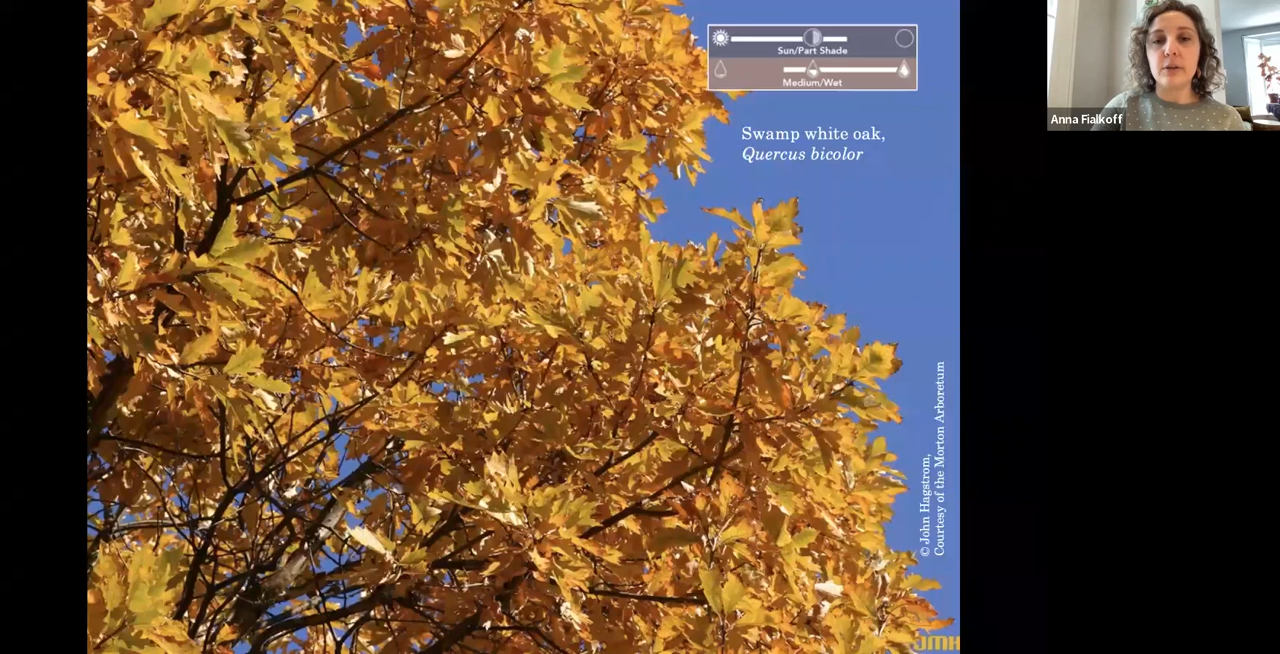 Sun/Part Shade
Medium/Wet
Anna Fialkoff
Swamp white oak,
Quercus bicolor
© John Hagstrom,
Courtesy of the Morton Arboretum
JMH